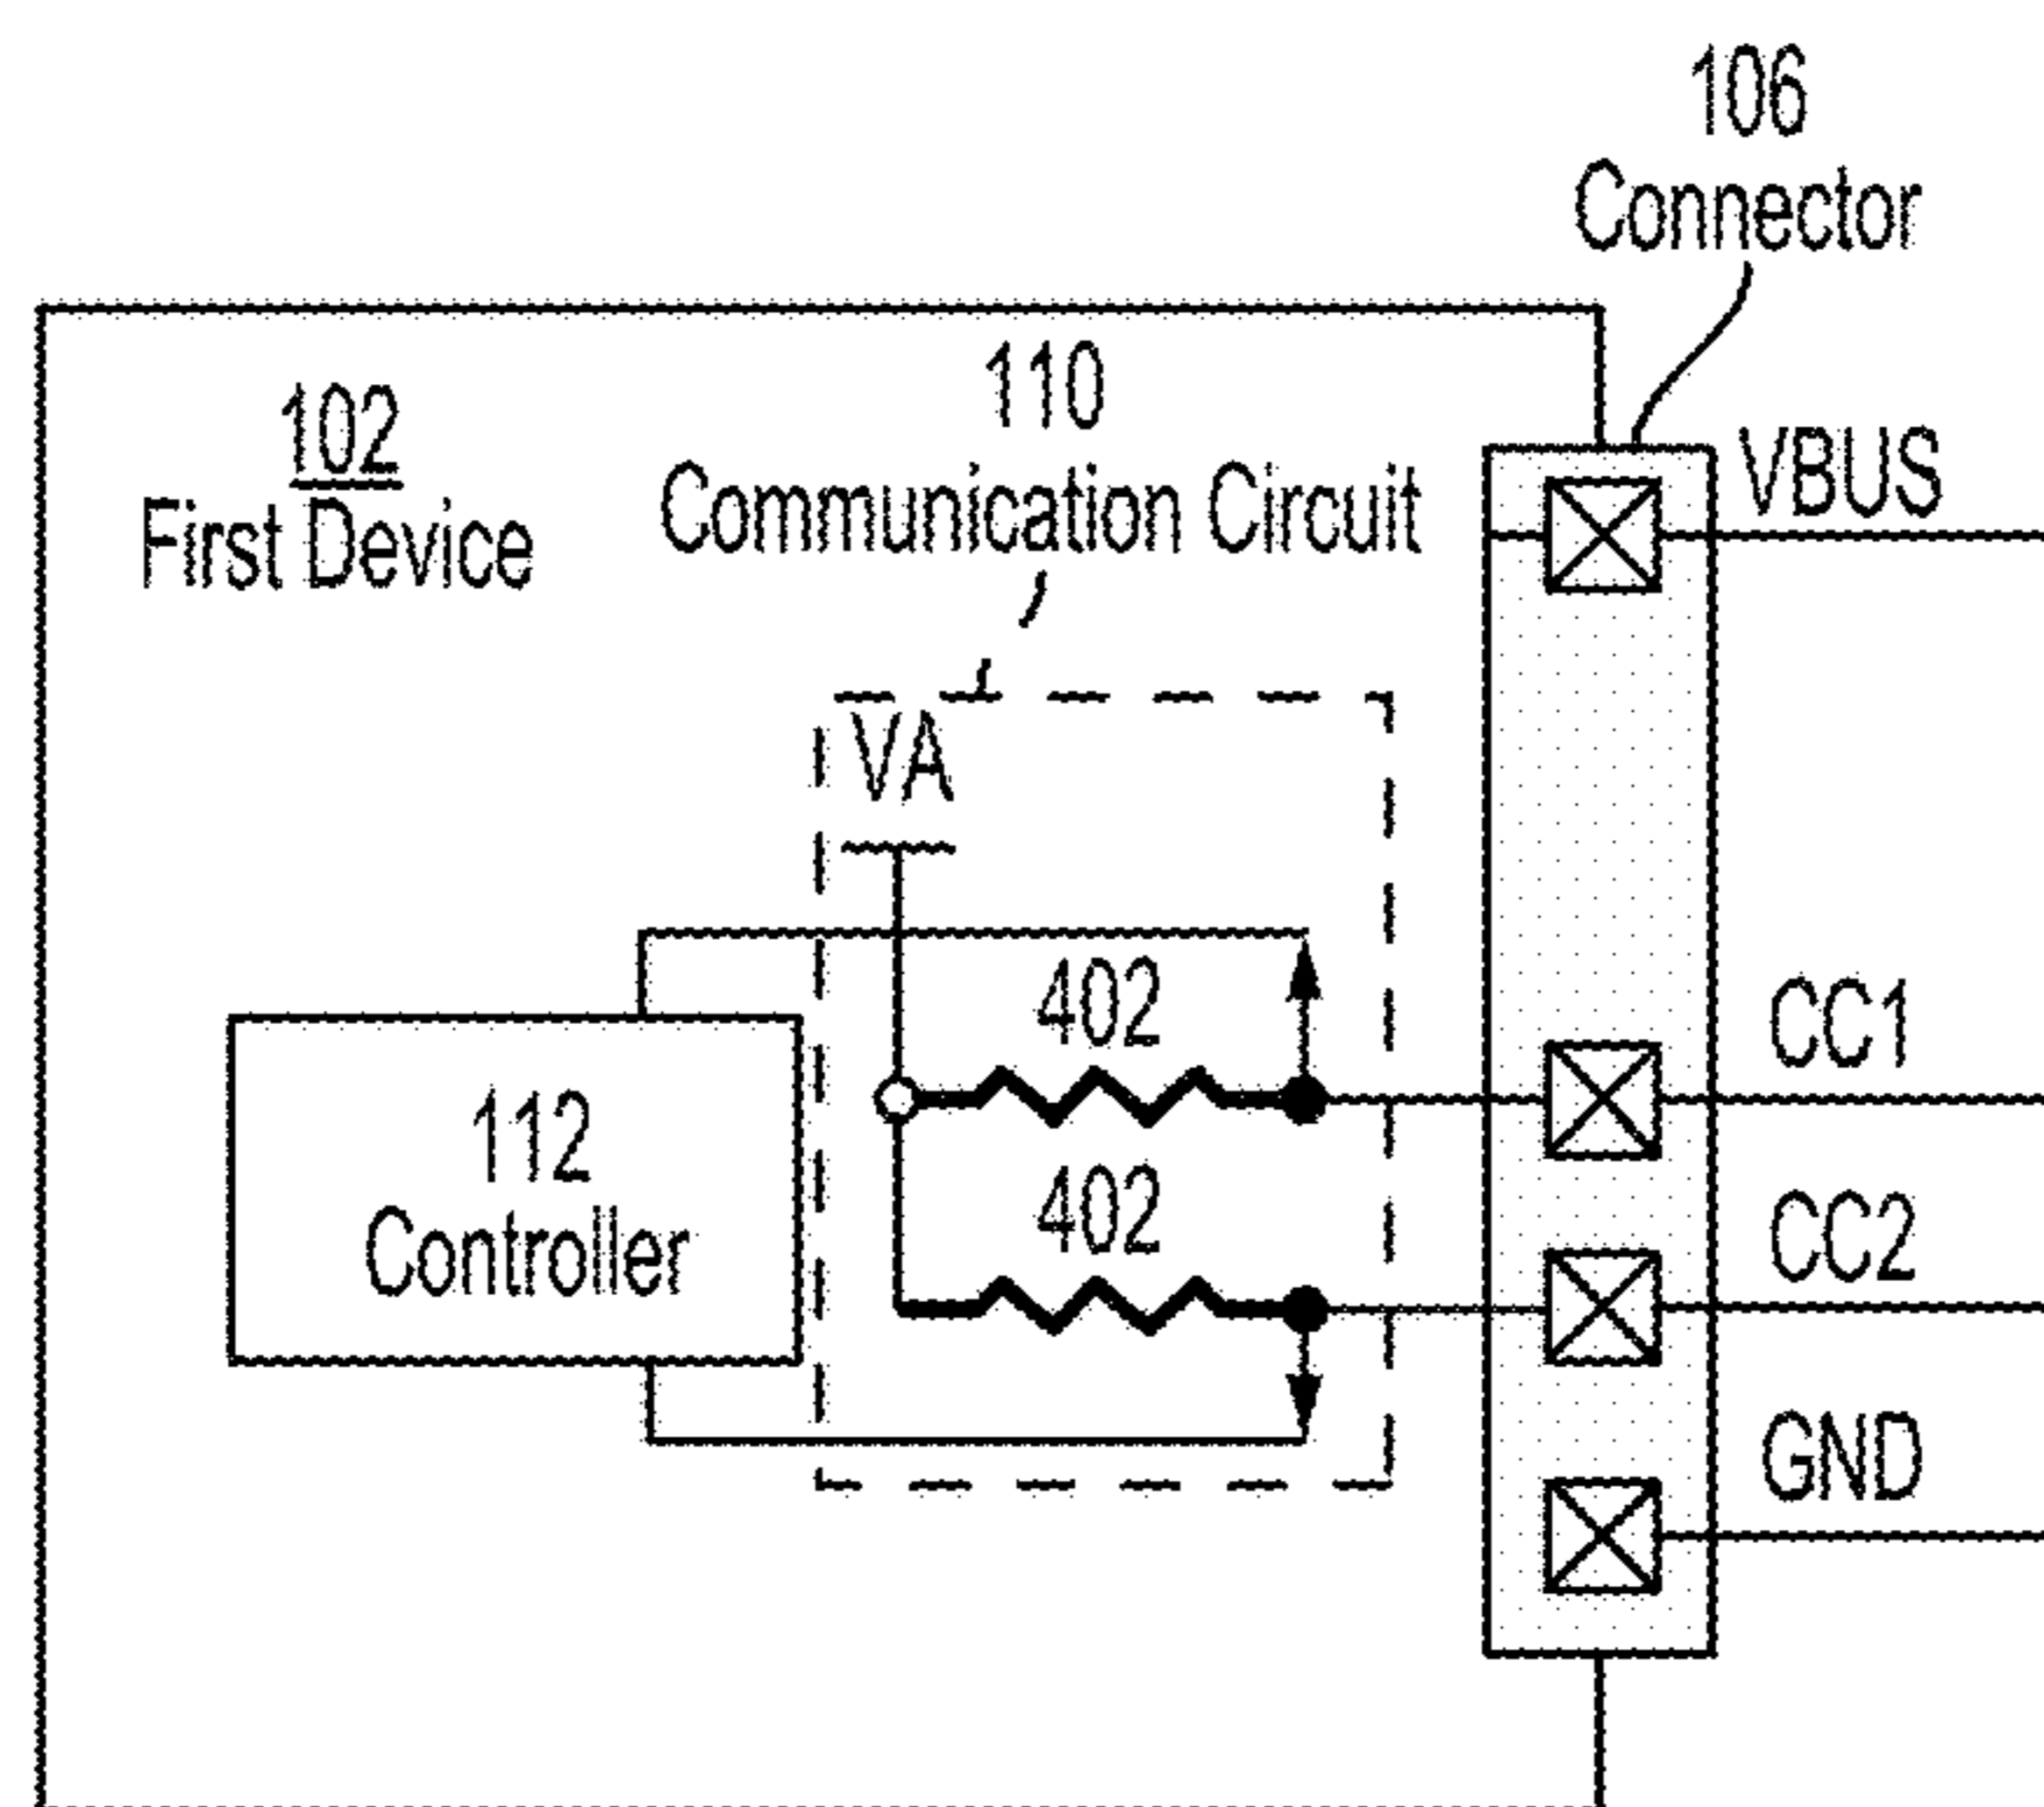 106
Connector
102
First Device
110
Communication Circuit
VBUS
VA
402
CC1
112
Controller
402
CC2
GND